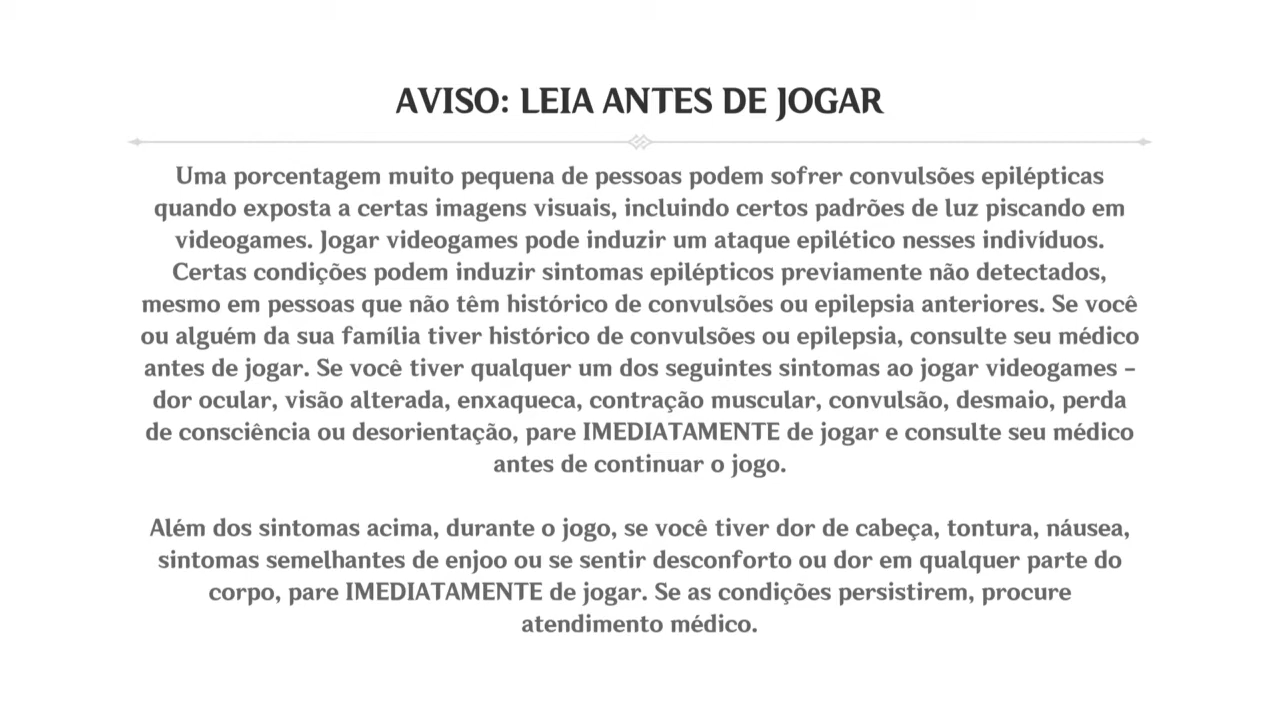 AVISO: LEIA ANTES DE JOGAR
Uma porcentagem muito pequena de pessoas podem sofrer convulsões epilépticas
quando exposta a certas imagens visuais, incluindo certos padrões de luz piscando em
videogames. Jogar videogames pode induzir um ataque epilético nesses indivíduos.
Certas condições podem induzir sintomas epilépticos previamente não detectados,
mesmo em pessoas que não têm histórico de convulsões ou epilepsia anteriores. Se você
ou alguém da sua família tiver histórico de convulsões ou epilepsia, consulte seu médico
antes de jogar. Se você tiver qualquer um dos seguintes sintomas ao jogar videogames –
dor ocular, visão alterada, enxaqueca, contração muscular, convulsão, desmaio, perda
de consciência ou desorientação, pare IMEDIATAMENTE de jogar e consulte seu médico
antes de continuar o jogo.
Além dos sintomas acima, durante o jogo, se você tiver dor de cabeça, tontura, náusea,
sintomas semelhantes de enjoo ou se sentir desconforto ou dor em qualquer parte do
corpo, pare IMEDIATAMENTE de jogar. Se as condições persistirem, procure
atendimento médico.